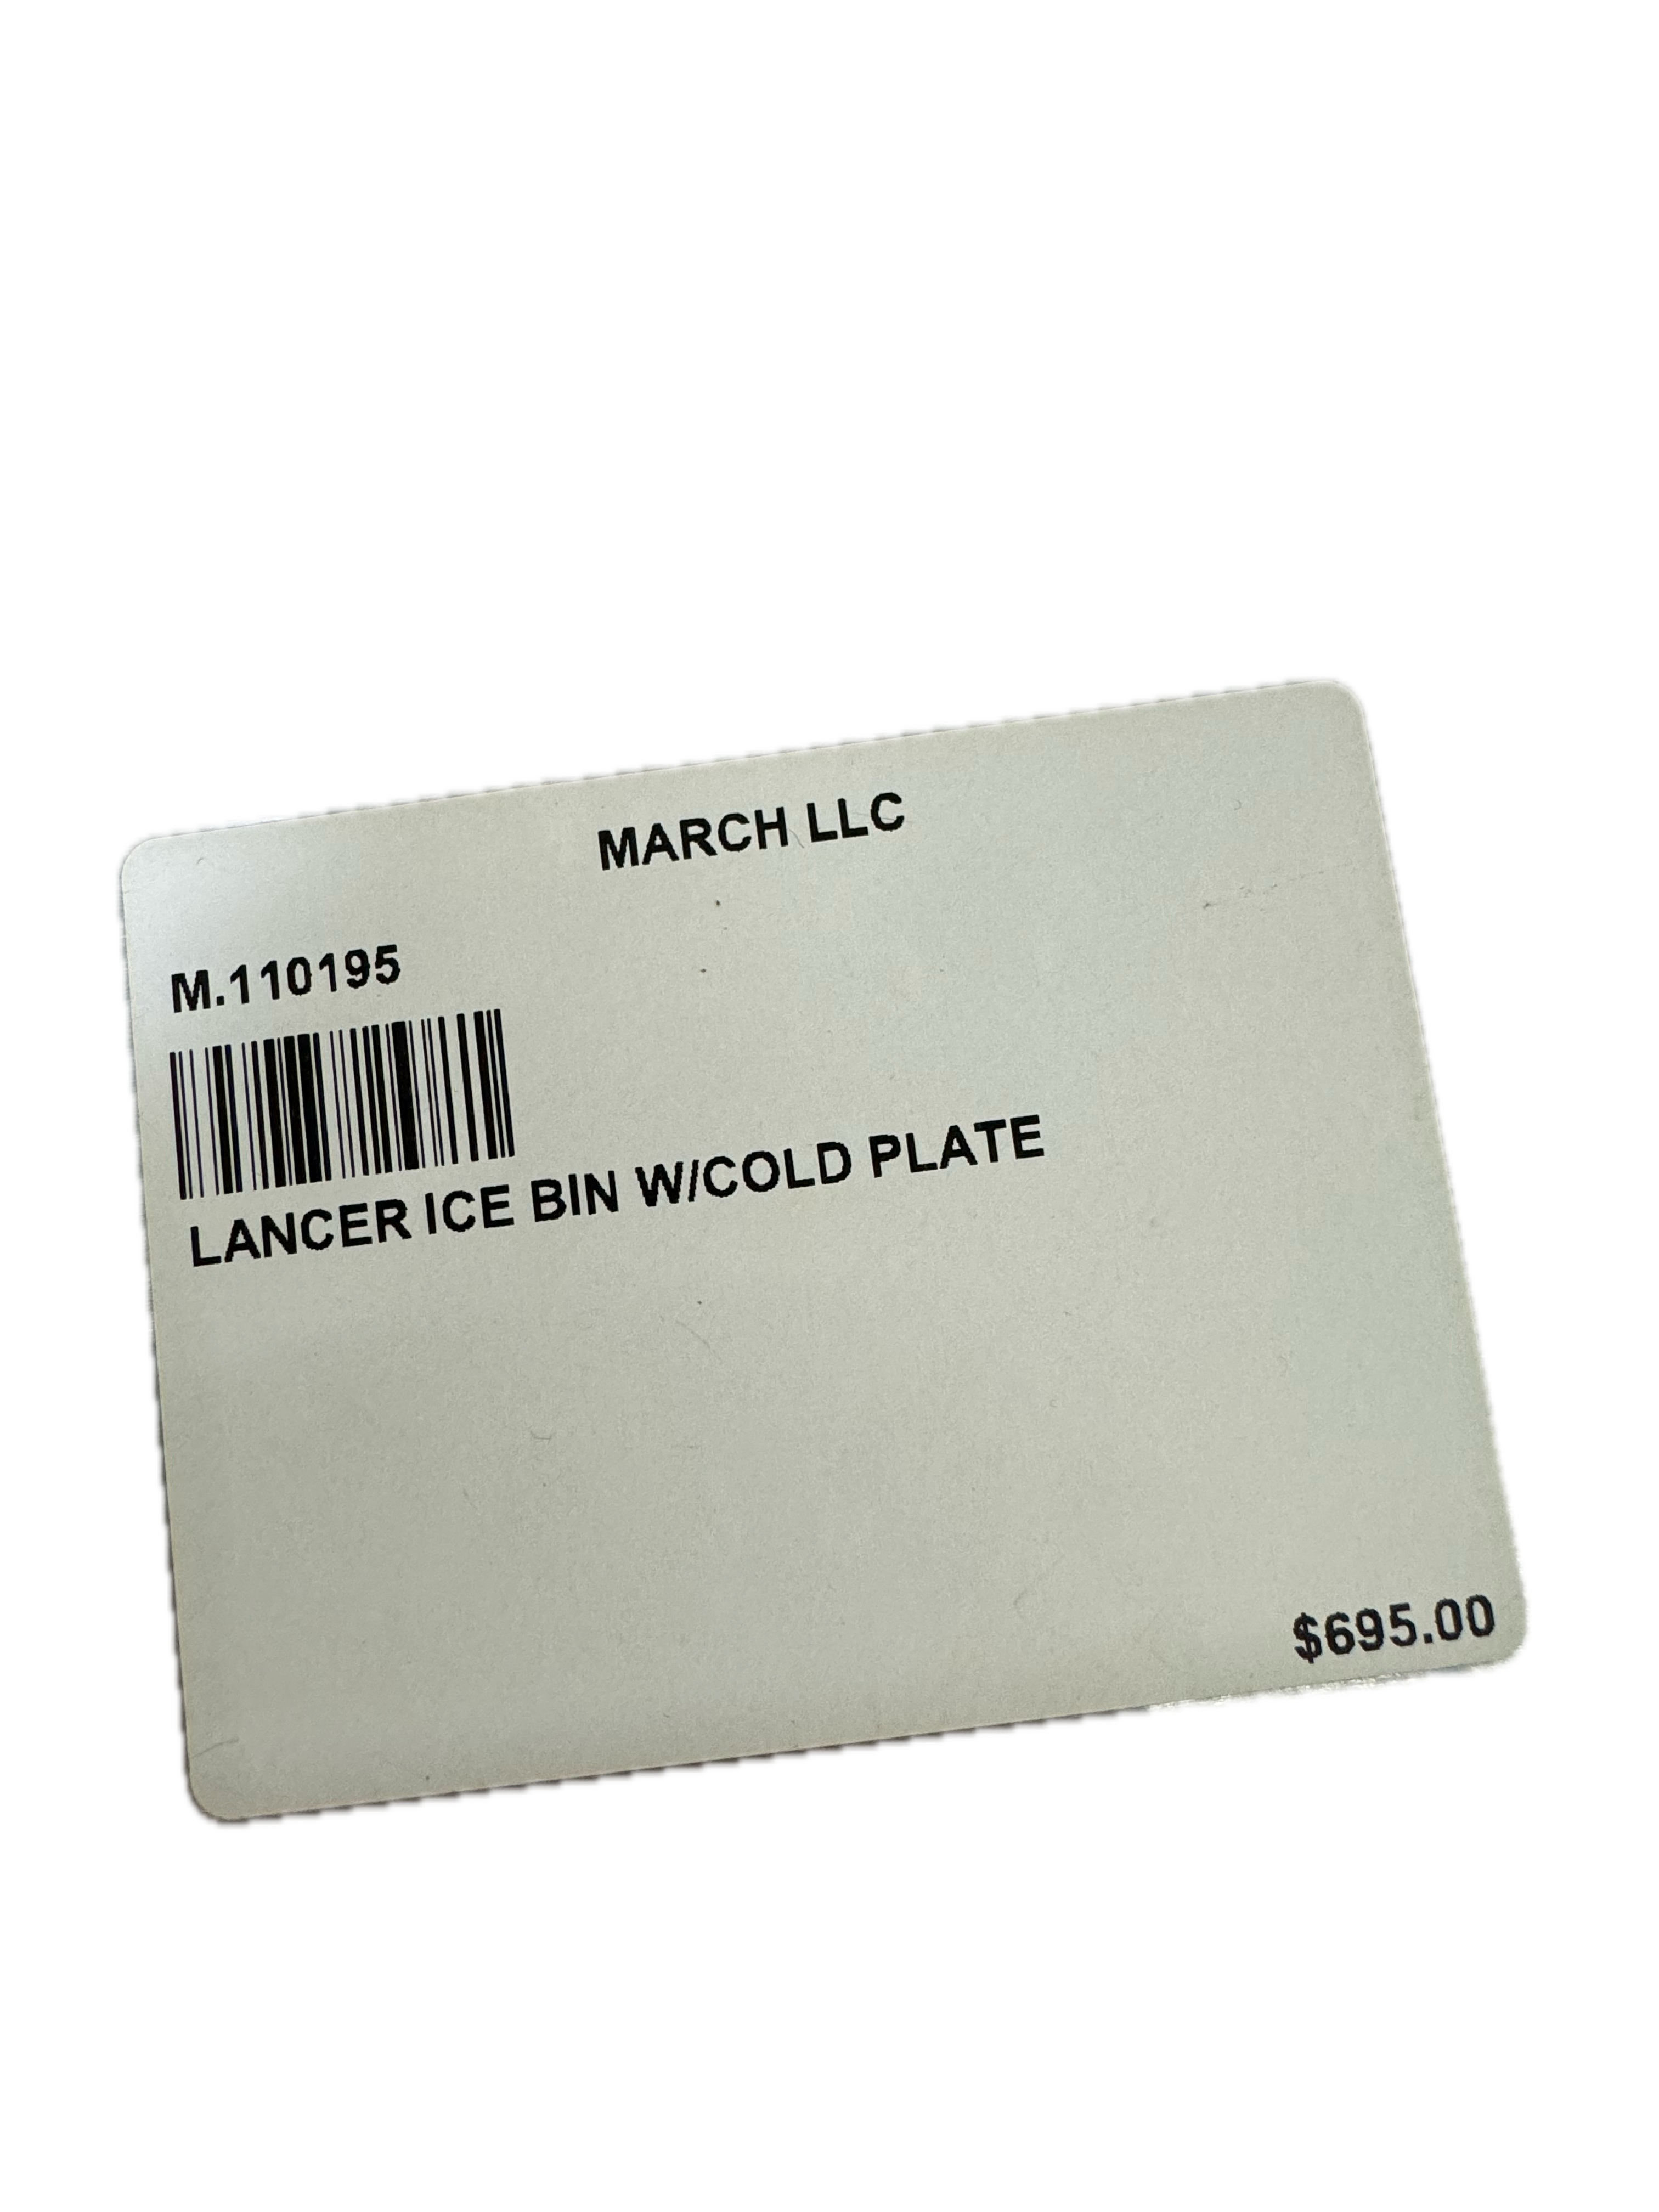 MARCH LLC
M.110195
LANCER ICE BIN W/COLD PLATE
$695.00